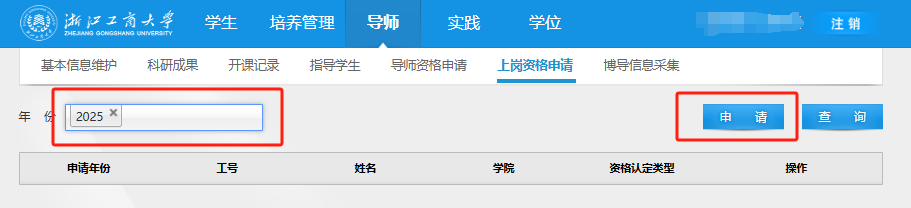 浙江工商大学 学生 培养管理 导师 实践 学位 注 销
ZHEJIANG GONGSHANG UNIVERSITY
基本信息维护 科研成果 开课记录 指导学生 导师资格申请 上岗资格申请 博导信息采集
年 份 2025 × 申 请 查 询
申请年份 工号 姓名 学院 资格认定类型 操作